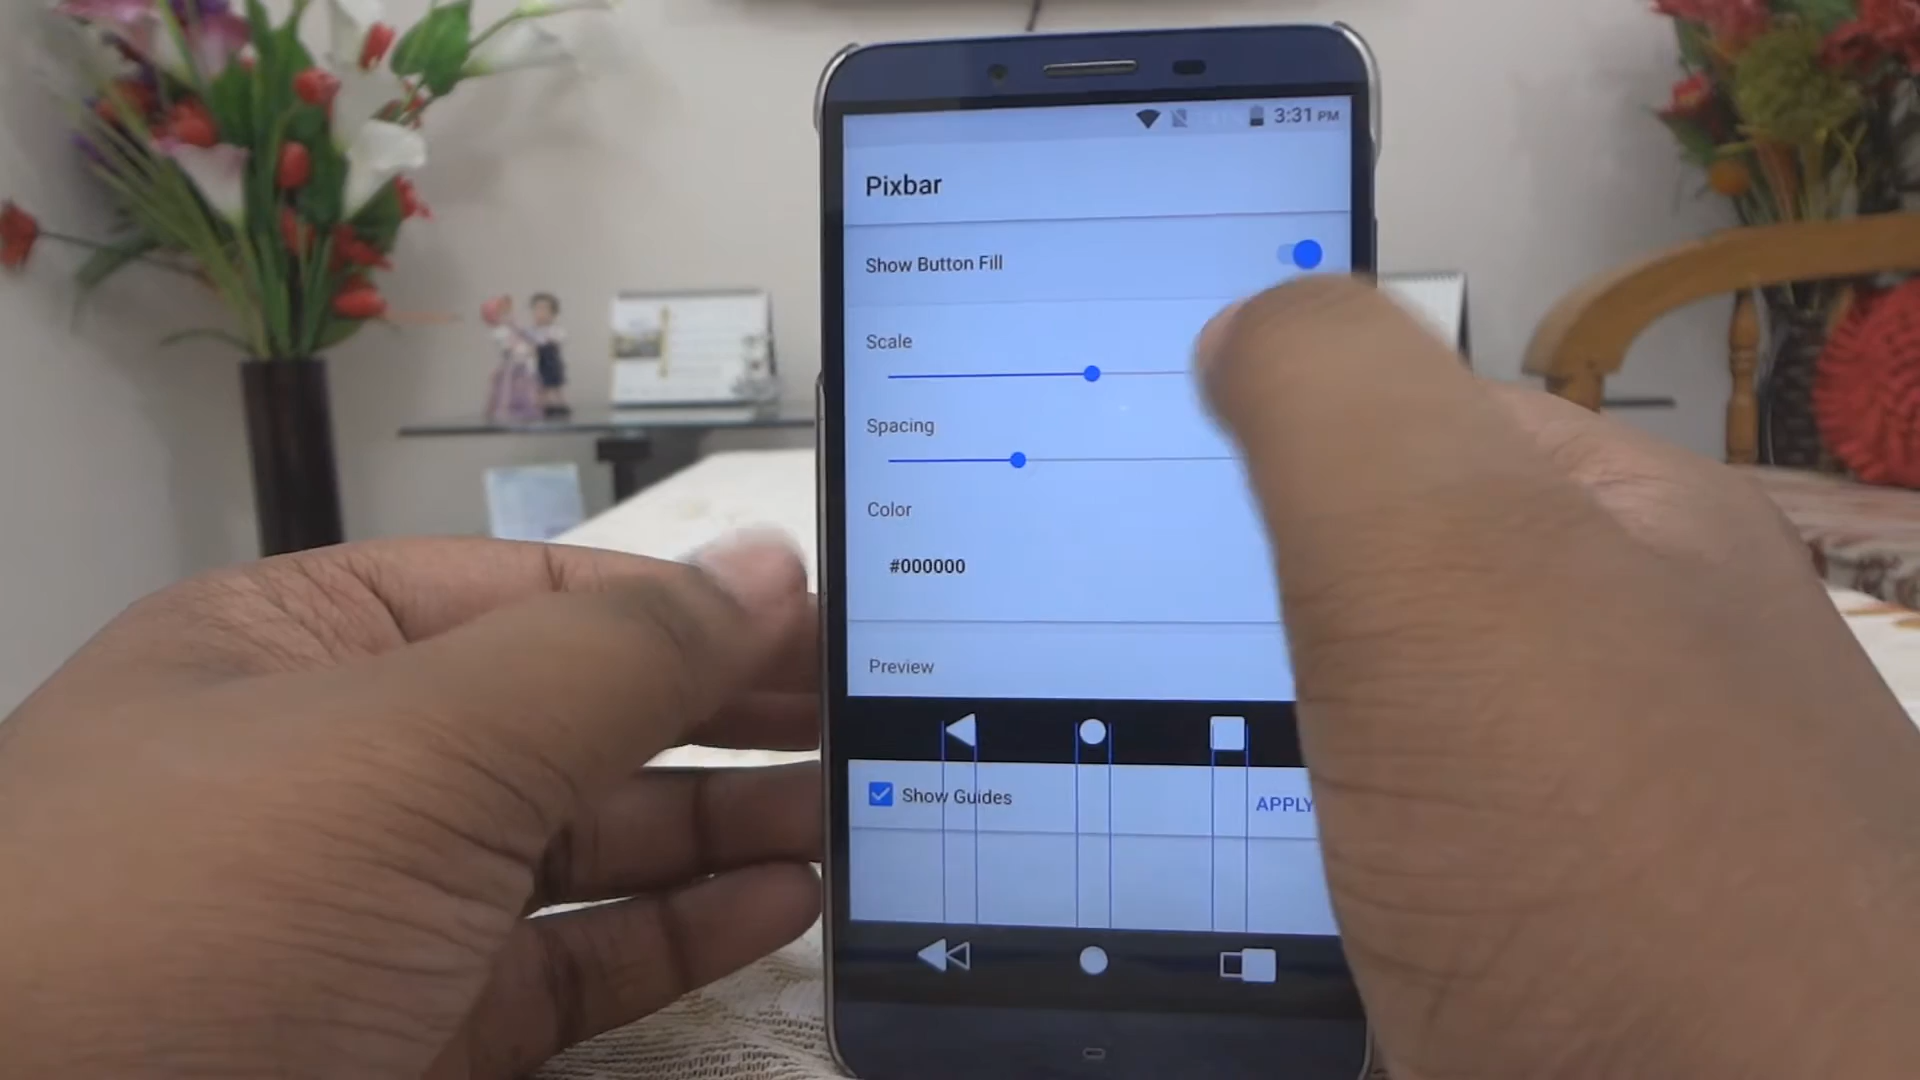 3:31 PM
Pixbar
Show Button Fill
Scale
Spacing
Color
#000000
Preview
Show Guides
APPLY